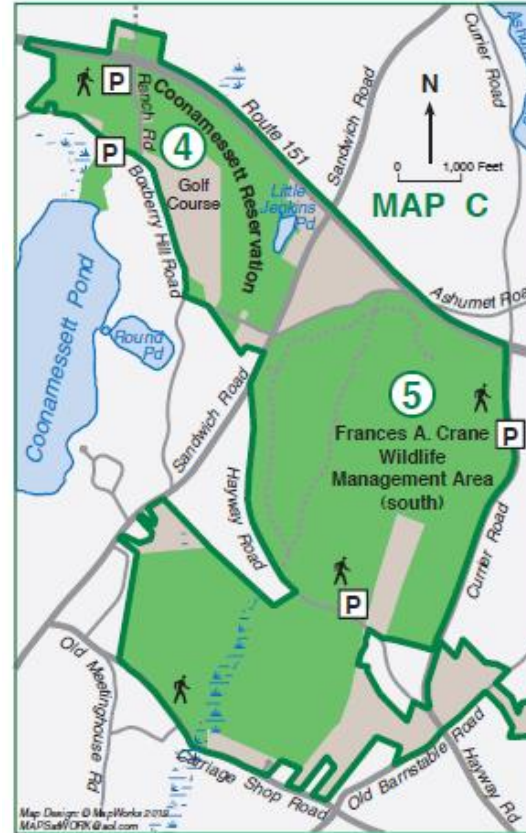 Currier Road
Ashu
P
Ranch Rd
Coonamessett Reservation
Route 151
Sandwich Road
N
0 1,000 Feet
MAP C
P
4
Golf
Course
Little
Jenkins
Pd
Boxberry Hill Road
Coonamessett Pond
Round
Pd
Ashumet Road
5
Frances A. Crane
Wildlife
Management Area
(south)
P
Sandwich Road
Hayway Road
Currier Road
P
Old Meetinghouse
Rd
Carriage Shop Road
Old Barnstable Road
Hayway Rd
Map Design: © MapWorks
MAPSatWORK@aol.com